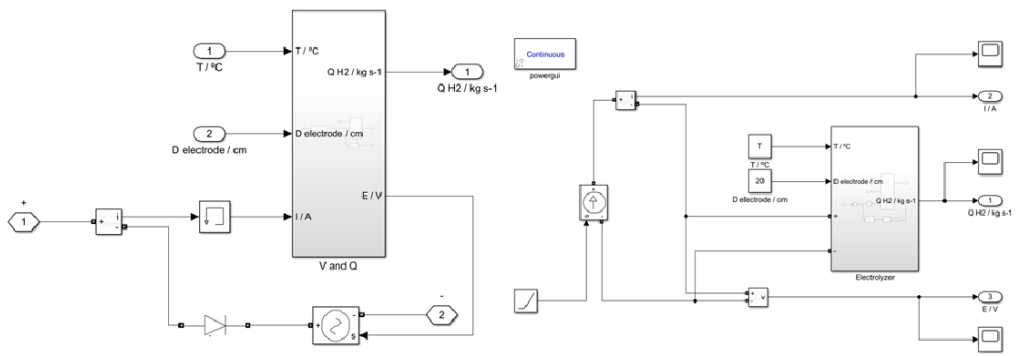 1
T / ºC
2
D electrode / cm
+
1
+
i
-
T / ºC
Q H2 / kg s-1
D electrode / cm
E / V
I / A
V and Q
1
Q H2 / kg s-1
+
-
s
-
2
Continuous
powergui
+
i
-
2
I / A
T
T / ºC
20
D electrode / cm
T / ºC
D electrode / cm
Q H2 / kg s-1
+
-
Electrolyzer
1
Q H2 / kg s-1
+
s
-
+
-
v
3
E / V